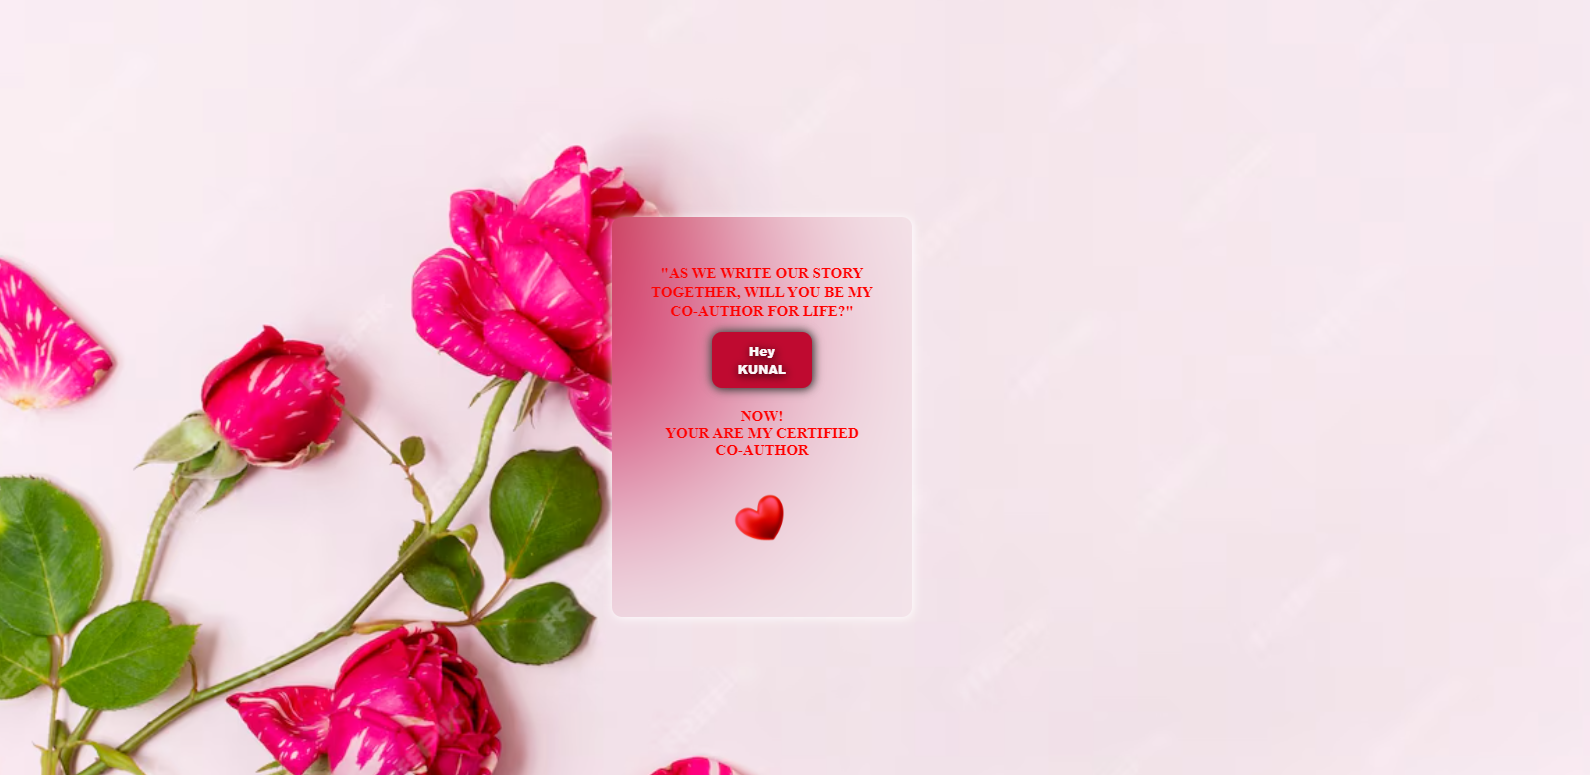 "AS WE WRITE OUR STORY
TOGETHER, WILL YOU BE MY
CO-AUTHOR FOR LIFE?"
Hey
KUNAL
NOW!
YOUR ARE MY CERTIFIED
CO-AUTHOR